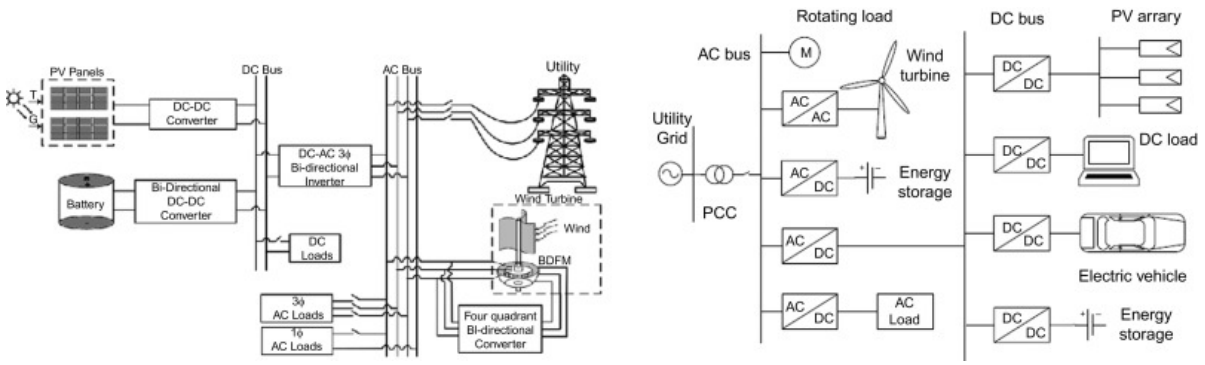 PV Panels
T
G
DC-DC
Converter
DC Bus
AC Bus
Utility
DC-AC 3ϕ
Bi-directional
Inverter
Battery
Bi-Directional
DC-DC
Converter
DC
Loads
Wind Turbine
Wind
BDFM
3ϕ
AC Loads
1ϕ
AC Loads
Four quadrant
BI-directional
Converter
Rotating load
AC bus
M
Wind
turbine
AC
AC
Utility
Grid
PCC
AC
DC
+ -
Energy
storage
AC
DC
AC
DC
AC
Load
DC bus
PV arrary
DC
DC
DC
DC
DC load
DC
DC
Electric vehicle
DC
DC
+ -
Energy
storage